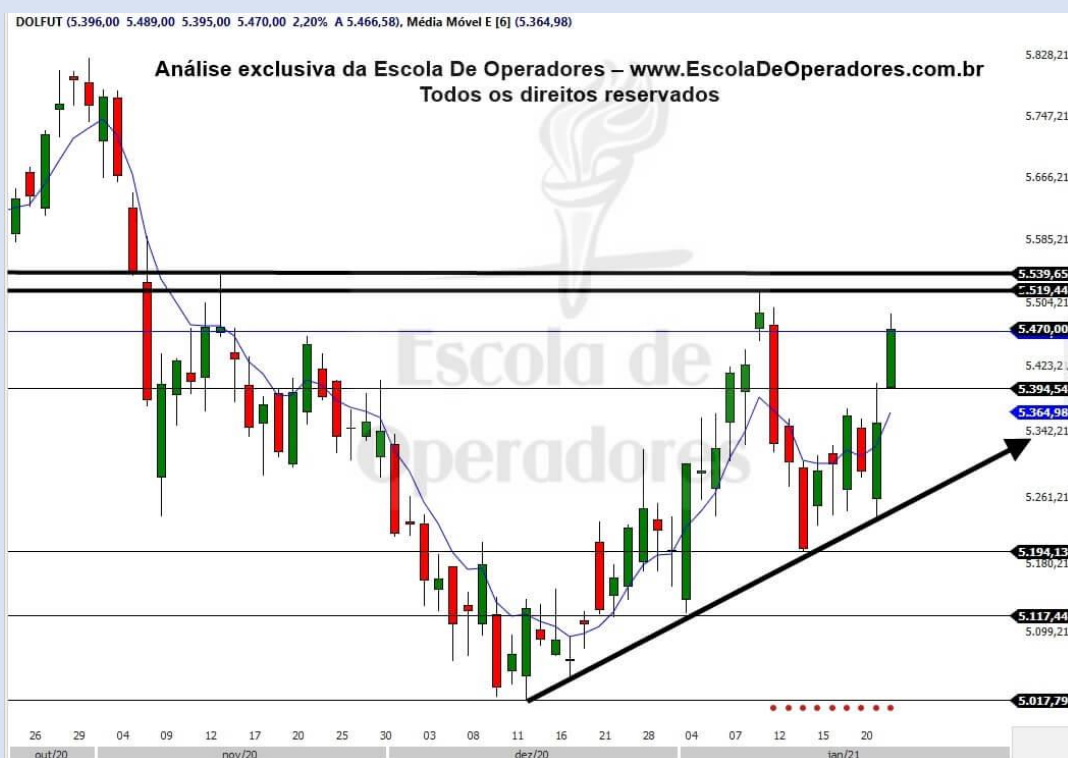 DOLFUT (5.396,00 5.489,00 5.395,00 5.470,00 2,20% A 5.466,58), Média Móvel E [6] (5.364,98)
Análise exclusiva da Escola De Operadores – www.EscolaDeOperadores.com.br
Todos os direitos reservados
Escola de
Operadores
5.828,21
5.747,21
5.666,21
5.585,21
5.539,65
5.519,44
5.504,21
5.470,00
5.423,2
5.394,54
5.364,98
5.342,21
5.261,21
5.194,13
5.180,21
5.117,44
5.099,21
5.017,79
26 29 04 09 12 17 20 25 30 03 08 11 16 21 28 04 07 12 15 20
out/20 nov/20 dez/20 jan/21